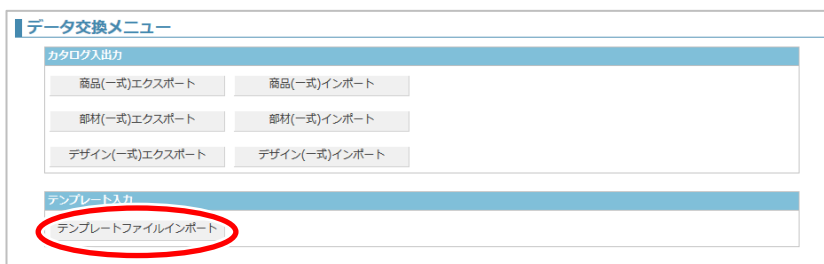 データ交換メニュー
カタログ入出力
商品(一式)エクスポート 商品(一式)インポート
部材(一式)エクスポート 部材(一式)インポート
デザイン(一式)エクスポート デザイン(一式)インポート
テンプレート入力
テンプレートファイルインポート